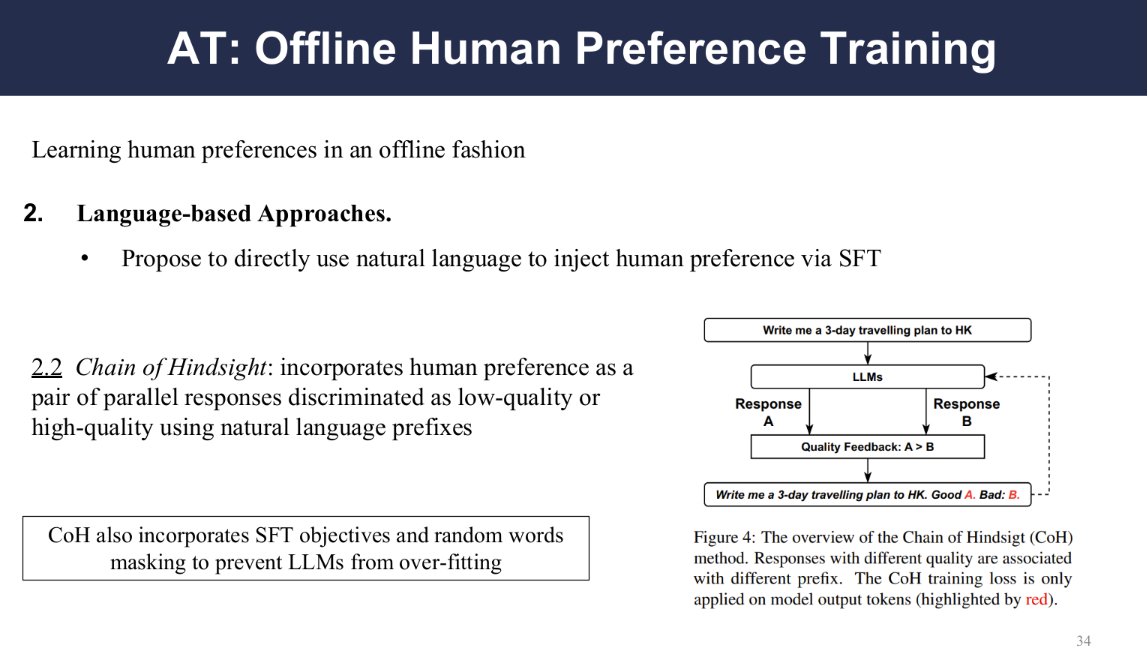 AT: Offline Human Preference Training
Learning human preferences in an offline fashion
2. Language-based Approaches.
• Propose to directly use natural language to inject human preference via SFT
2.2 Chain of Hindsight: incorporates human preference as a
pair of parallel responses discriminated as low-quality or
high-quality using natural language prefixes
CoH also incorporates SFT objectives and random words
masking to prevent LLMs from over-fitting
Write me a 3-day travelling plan to HK
LLMs
Response
A
Response
B
Quality Feedback: A > B
Write me a 3-day travelling plan to HK. Good A. Bad: B.
Figure 4: The overview of the Chain of Hindsigt (CoH)
method. Responses with different quality are associated
with different prefix. The CoH training loss is only
applied on model output tokens (highlighted by red).
34